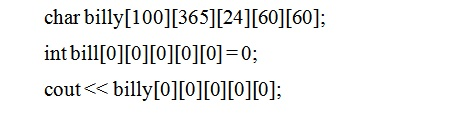 char billy[100][365][24][60][60];
int bill[0][0][0][0][0]=0;
cout << billy[0][0][0][0][0];